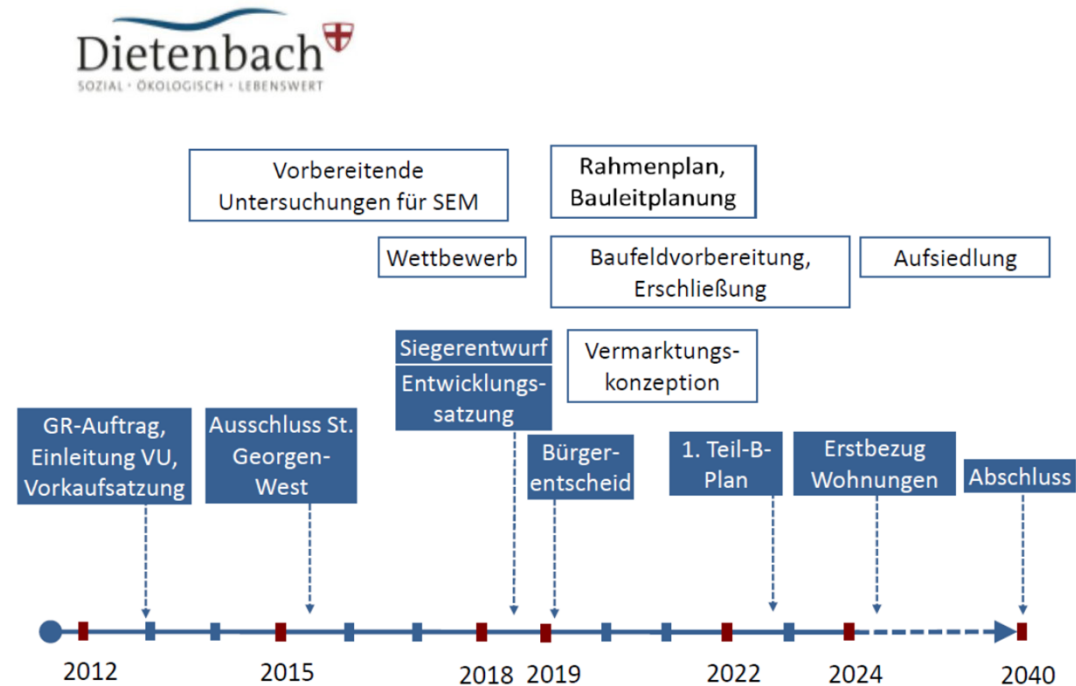 Dietenbach
SOZIAL · ÖKOLOGISCH · LEBENSWERT
Vorbereitende
Untersuchungen für SEM
Rahmenplan,
Bauleitplanung
Wettbewerb
Baufeldvorbereitung,
Erschließung
Aufsiedlung
Siegerentwurf
Entwicklungs-
satzung
Vermarktungs-
konzeption
GR-Auftrag,
Einleitung VU,
Vorkaufsatzung
Ausschluss St.
Georgen-
West
Bürger-
entscheid
1. Teil-B-
Plan
Erstbezug
Wohnungen
Abschluss
2012
2015
2018
2019
2022
2024
2040